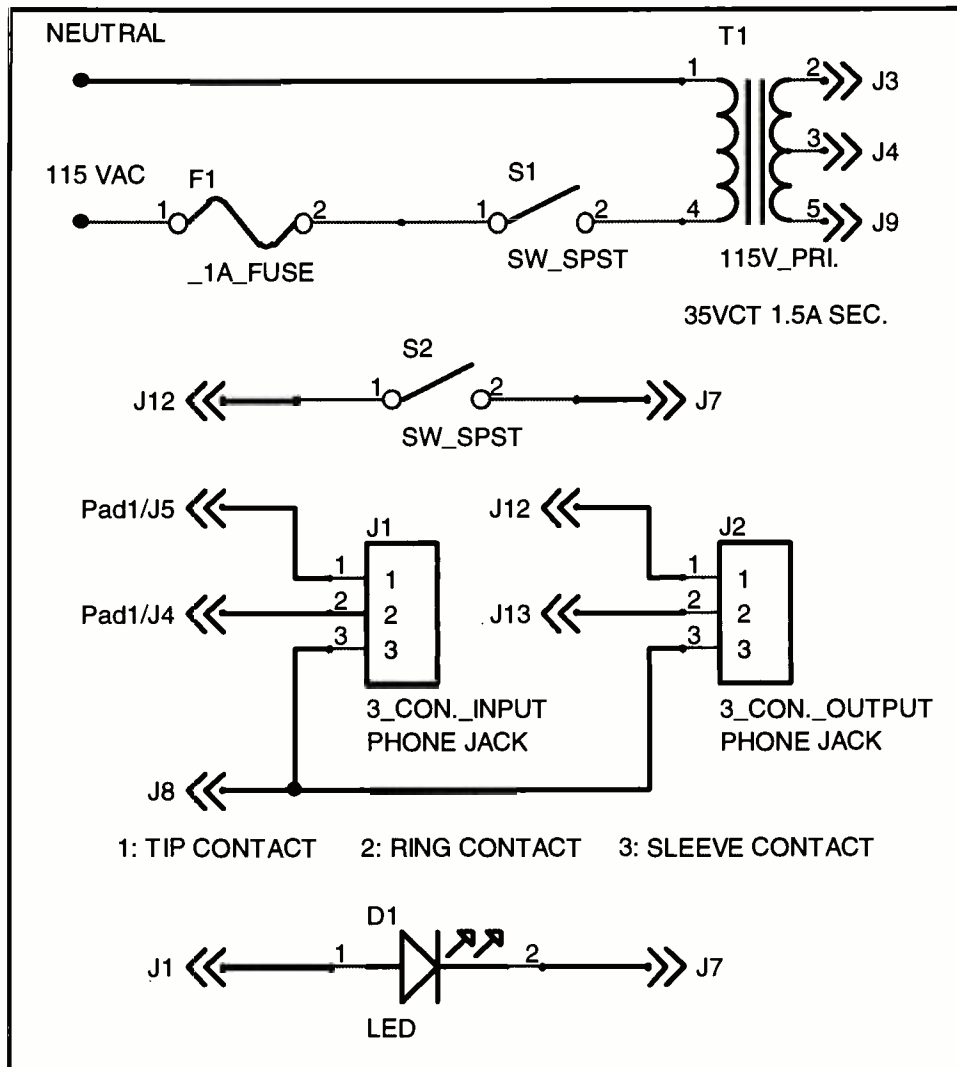 NEUTRAL
T1
1
2
J3
3
J4
115 VAC
F1
S1
1
2
1
2
4
5
J9
_1A_FUSE
SW_SPST
115V_PRI.
35VCT 1.5A SEC.
S2
J12
1
2
J7
SW_SPST
Pad1/J5
J12
J1
J2
1
1
1
1
Pad1/J4
2
2
J13
2
2
3
3
3
3
3_CON._INPUT
PHONE JACK
3_CON._OUTPUT
PHONE JACK
J8
1: TIP CONTACT 2: RING CONTACT 3: SLEEVE CONTACT
D1
J1
1
2
J7
LED